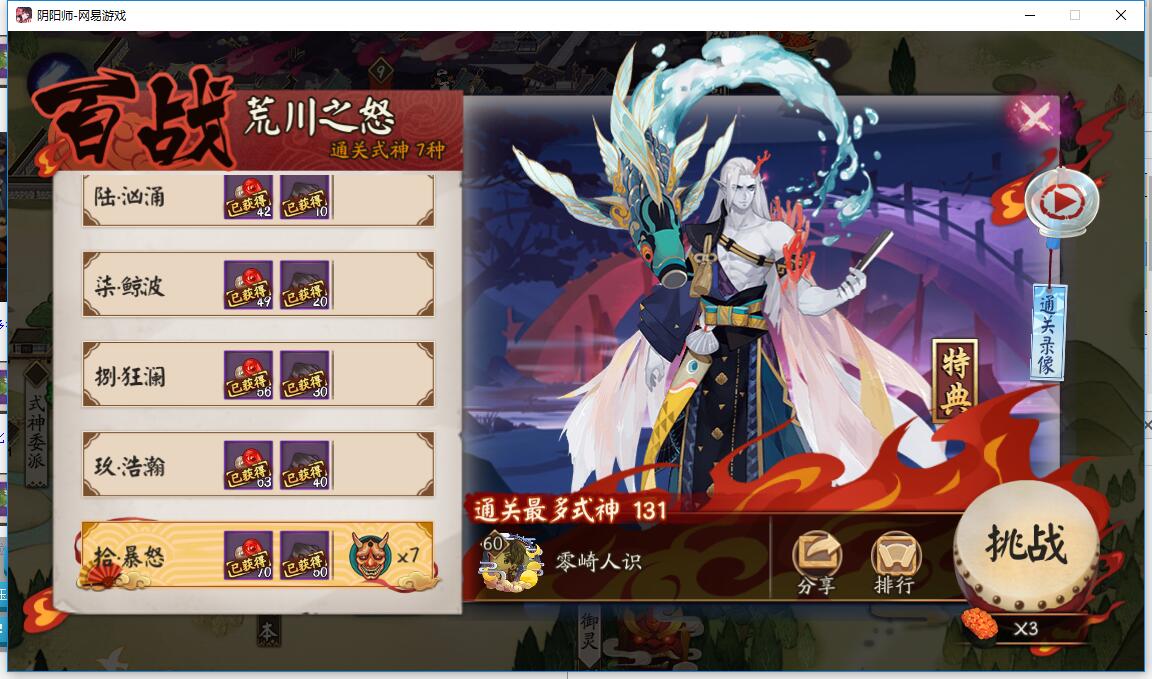 阴阳师-网易游戏
9
百战
荒川之怒
通关式神 7种
陆·汹涌
已获得 42
已获得 10
柒·鲸波
已获得 49
已获得 20
捌·狂澜
已获得 56
已获得 30
玖·浩瀚
已获得 63
已获得 40
拾·暴怒
已获得 70
已获得
×7
通关录像
特典
通关最多式神 131
60
零崎人识
分享
排行
挑战
X3
式神委派
本
御灵